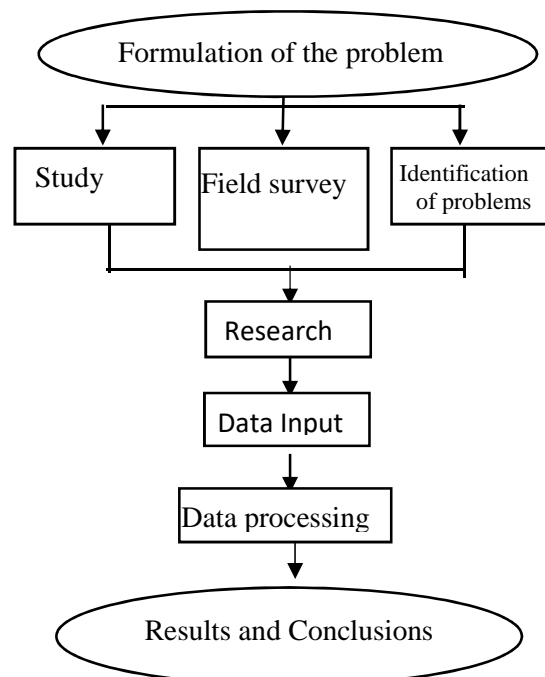 Formulation of the problem
Study
Field survey
Identification
of problems
Research
Data Input
Data processing
Results and Conclusions